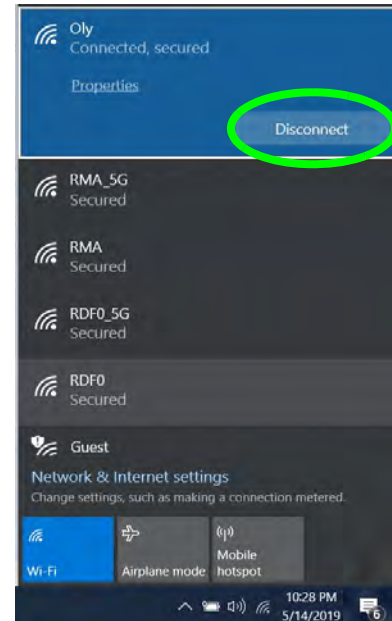 Oly
Connected, secured
Properties
Disconnect
RMA_5G
Secured
RMA
Secured
RDF0_5G
Secured
RDF0
Secured
Guest
Network & Internet settings
Change settings, such as making a connection metered.
Wi-Fi
Airplane mode
Mobile
hotspot
10:28 PM
5/14/2019
6